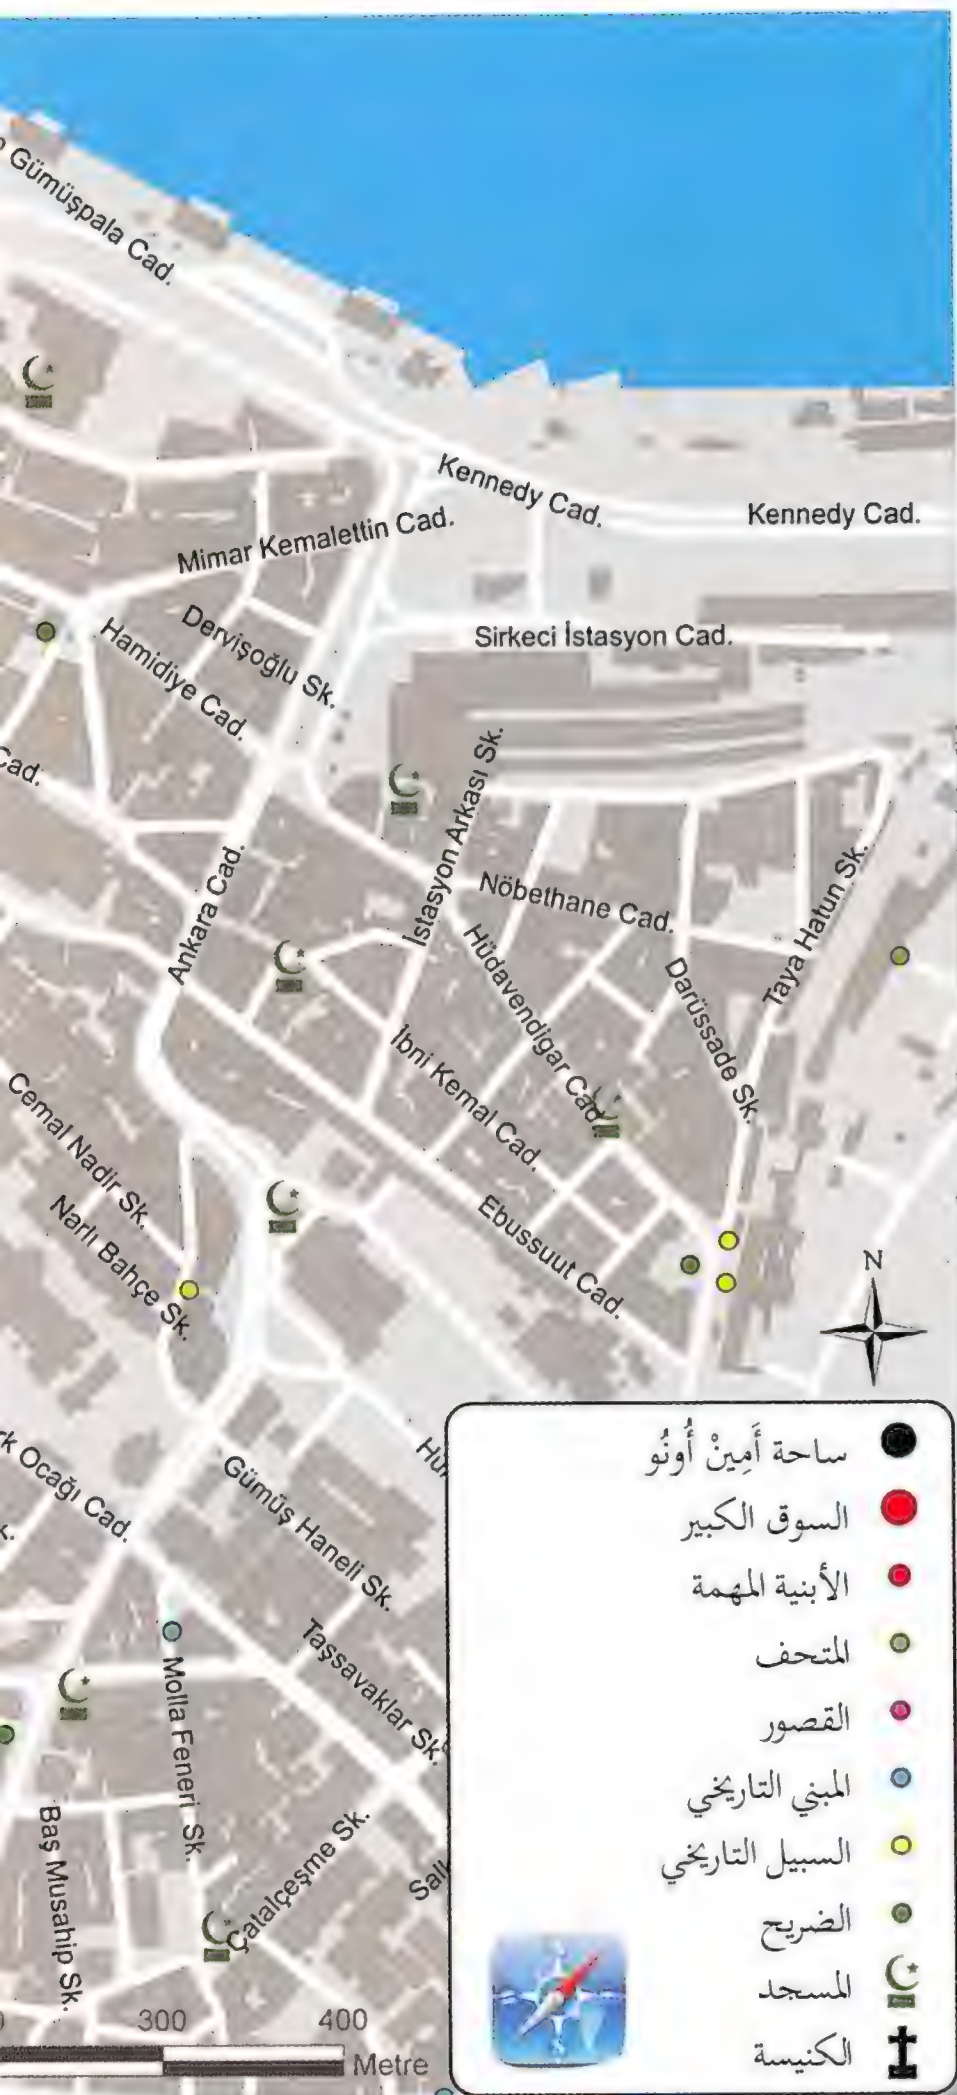 Gümüşpala Cad.
Kennedy Cad.
Kennedy Cad.
Mimar Kemalettin Cad.
Dervişoğlu Sk.
Sirkeci İstasyon Cad.
Hamidiye Cad.
Cad.
İstasyon Arkası Sk.
Ankara Cad.
Nöbethane Cad.
Taya Hatun Sk.
Hüdavendigar Cad.
Darüssade Sk.
İbni Kemal Cad.
Cemal Nadir Sk.
Narlı Bahçe Sk.
Ebussuut Cad.
N
rk Ocağı Cad.
Gümüş Haneli Sk.
Taşsavaklar Sk.
Molla Feneri Sk.
Baş Musahip Sk.
Çatalçeşme Sk.
300
400
Metre
ساحة أَمِينْ أُونُو
السوق الكبير
الأبنية المهمة
المتحف
القصور
المبني التاريخي
السبيل التاريخي
الضريح
المسجد
الكنيسة